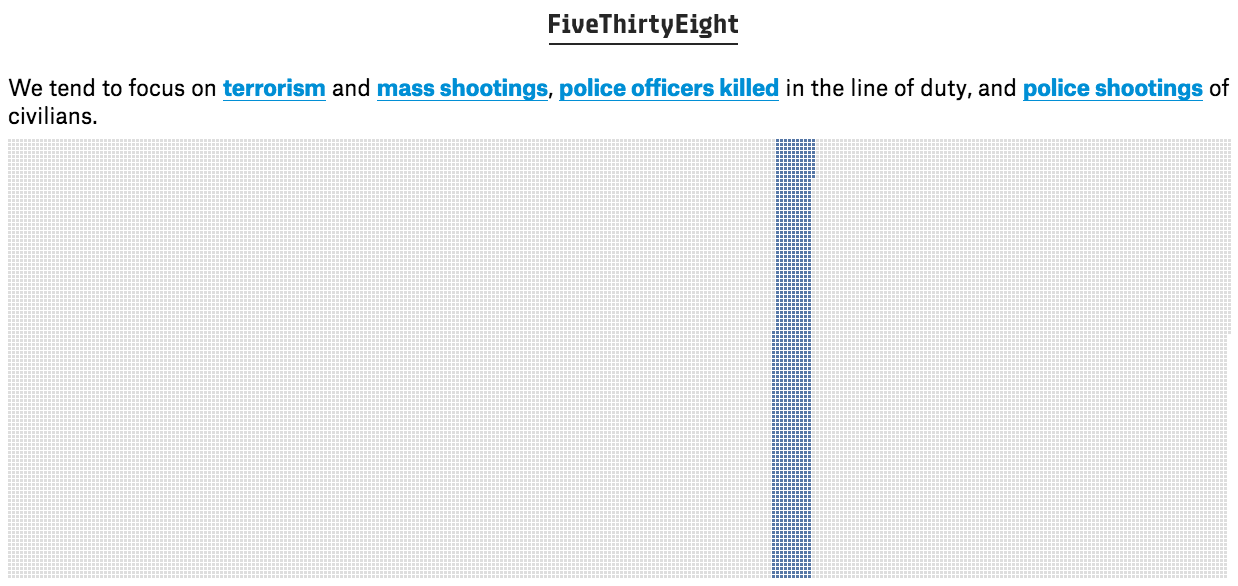 FiveThirtyEight
We tend to focus on terrorism and mass shootings, police officers killed in the line of duty, and police shootings of
civilians.